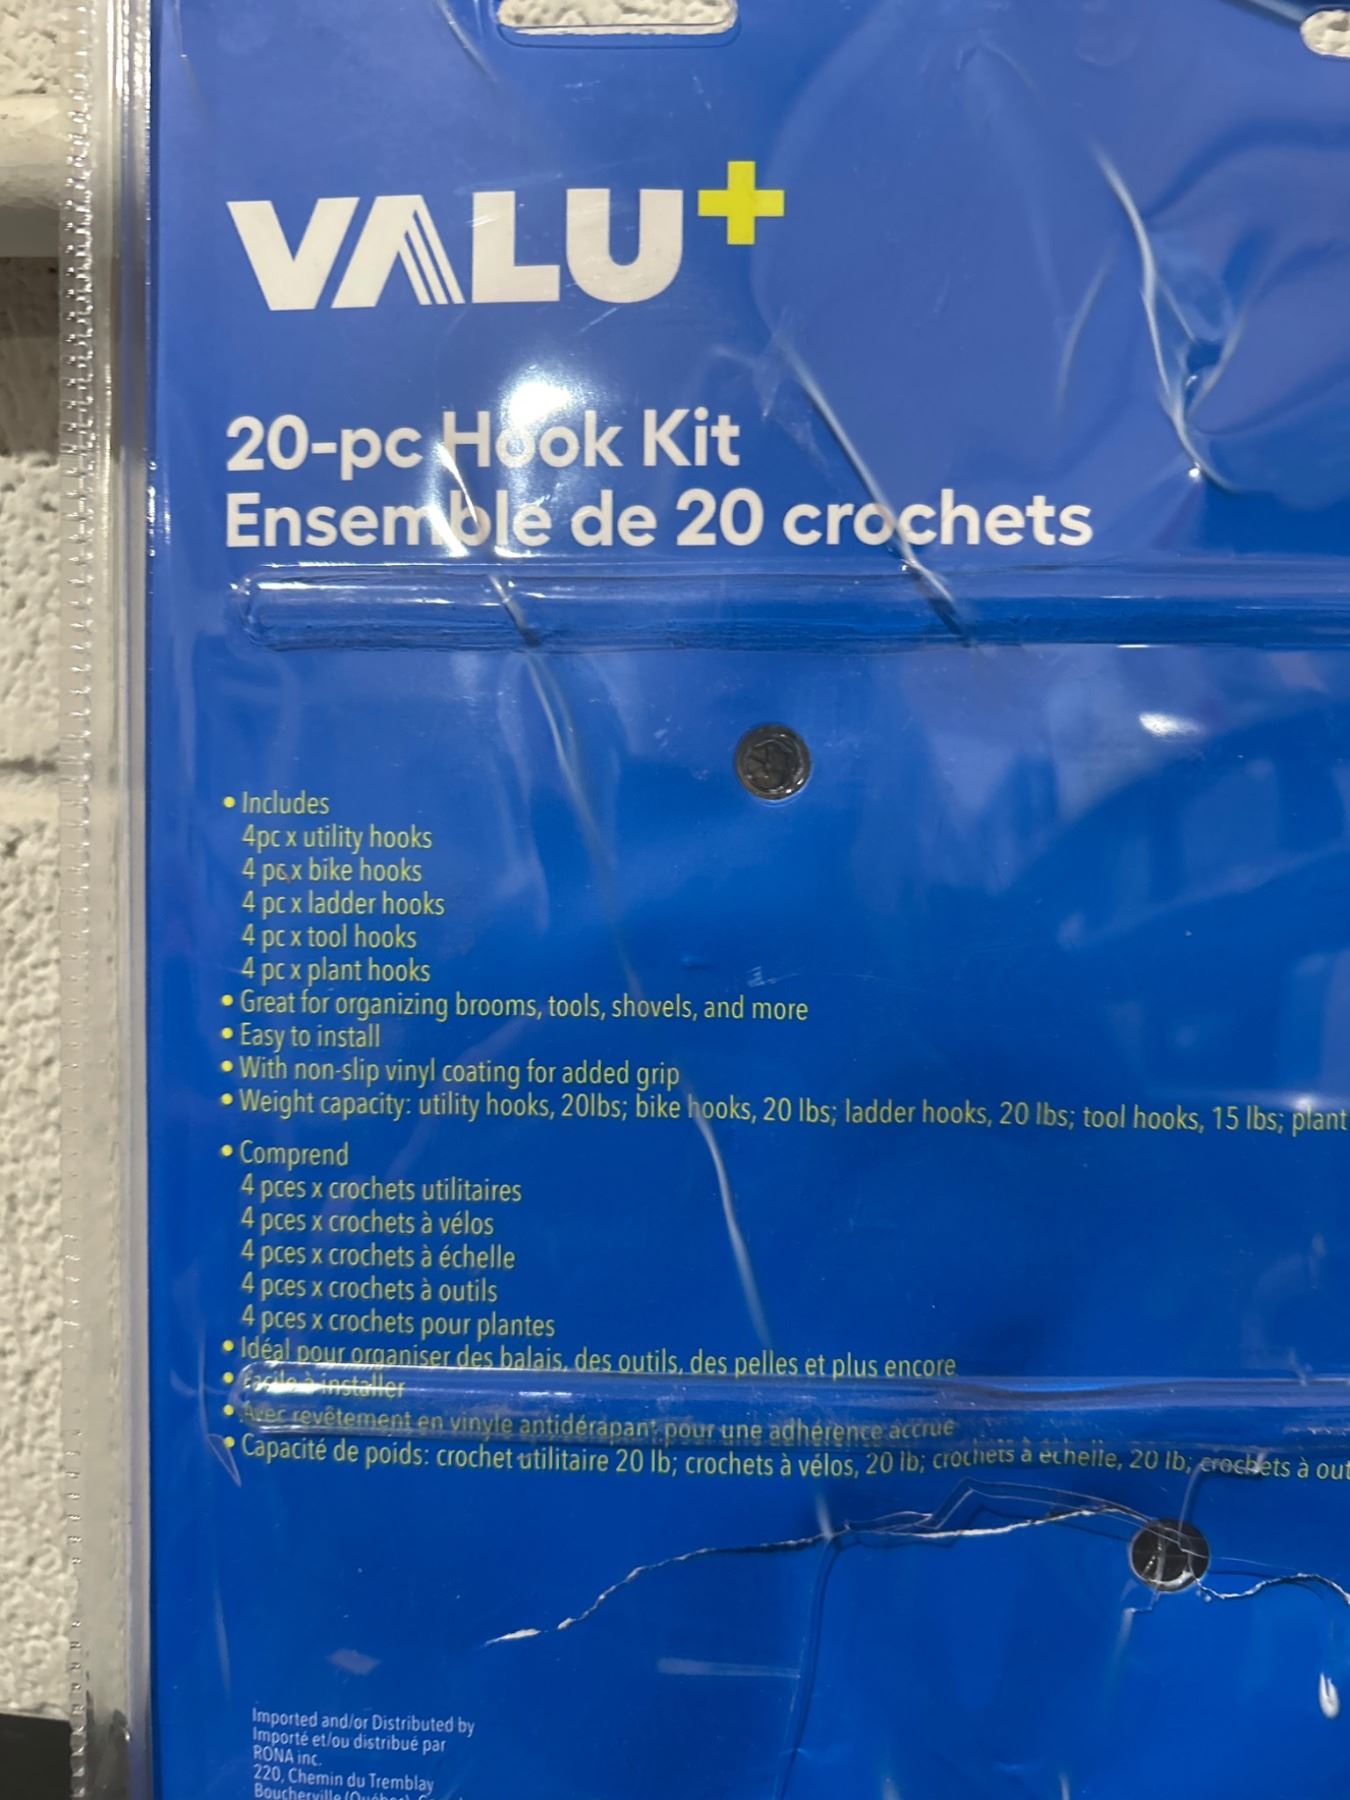 VALU+
20-pc Hook Kit
Ensemble de 20 crochets
• Includes
4pc x utility hooks
4 pc x bike hooks
4 pc x ladder hooks
4 pc x tool hooks
4 pc x plant hooks
• Great for organizing brooms, tools, shovels, and more
• Easy to install
• With non-slip vinyl coating for added grip
• Weight capacity: utility hooks, 20lbs; bike hooks, 20 lbs; ladder hooks, 20 lbs; tool hooks, 15 lbs; plant
• Comprend
4 pces x crochets utilitaires
4 pces x crochets à vélos
4 pces x crochets à échelle
4 pces x crochets à outils
4 pces x crochets pour plantes
• Idéal pour organiser des balais, des outils, des pelles et plus encore
• Facile à installer
• Avec revêtement en vinyle antidérapant pour une adhérence accrue
• Capacité de poids: crochet utilitaire 20 lb; crochets à vélos, 20 lb; crochets à échelle, 20 lb; crochets à out
Imported and/or Distributed by
Importé et/ou distribué par
RONA inc.
220, Chemin du Tremblay
Boucherville (Québec),